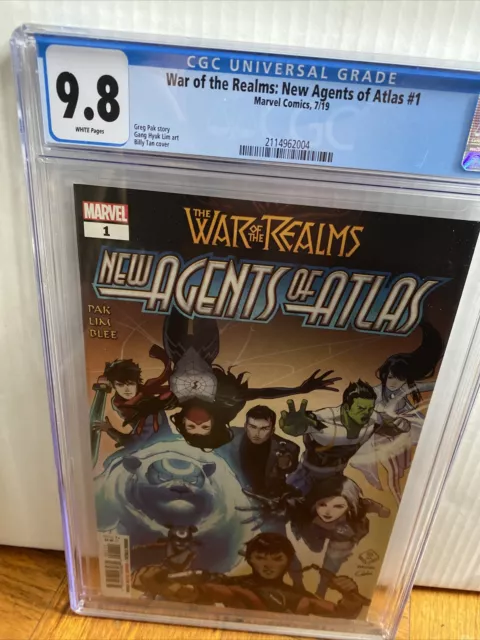 CGC UNIVERSAL GRADE
9.8
WHITE Pages
War of the Realms: New Agents of Atlas #1
Marvel Comics, 7/19
Greg Pak story
Gang Hyuk Lim art
Billy Tan cover
2114962004
CGC
MARVEL
1
THE WAR OF THE REALMS
NEW AGENTS OF ATLAS
PAK
LIM
BLEE